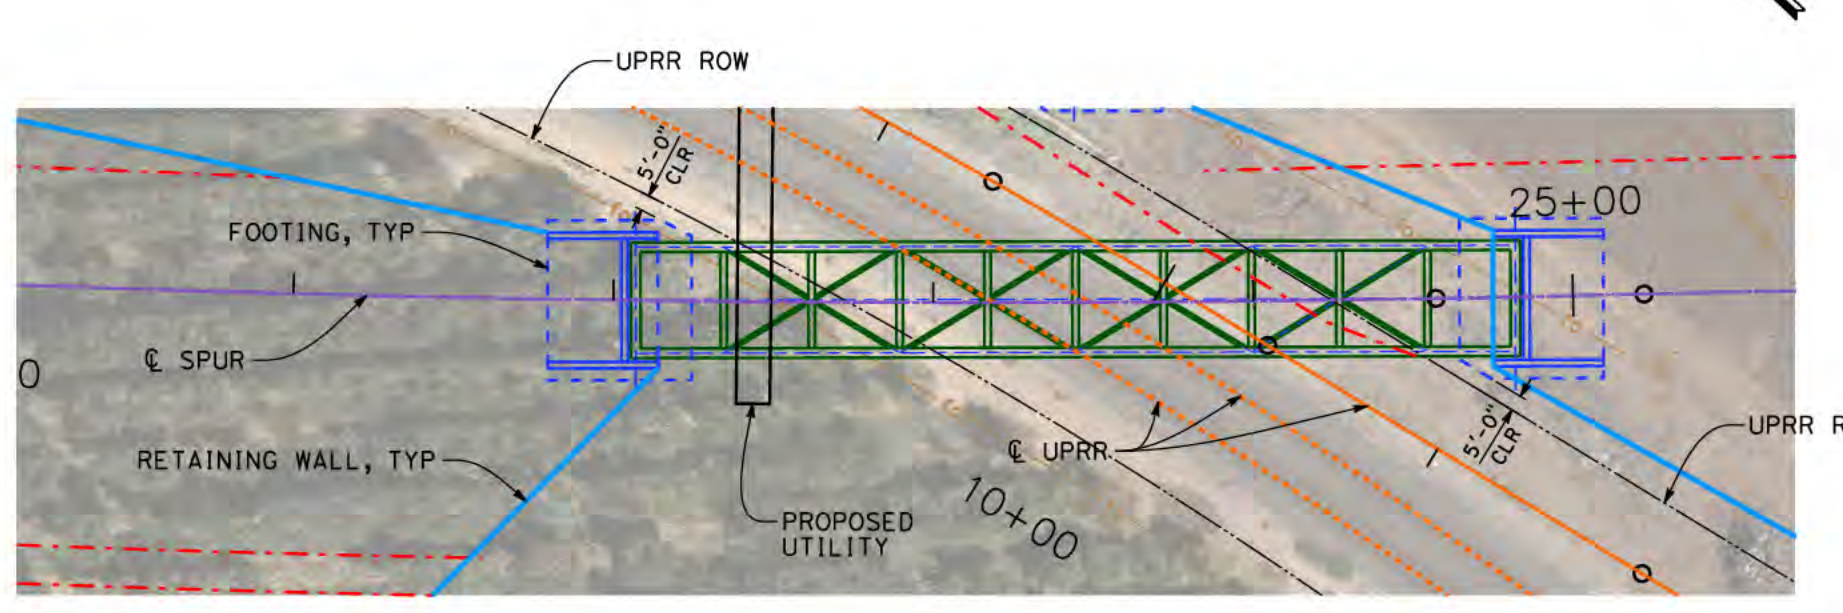 UPRR ROW
5'-0"
CLR
25+00
FOOTING, TYP
℄ SPUR
0
RETAINING WALL, TYP
℄ UPRR
5'-0"
CLR
UPRR R
10+00
PROPOSED
UTILITY